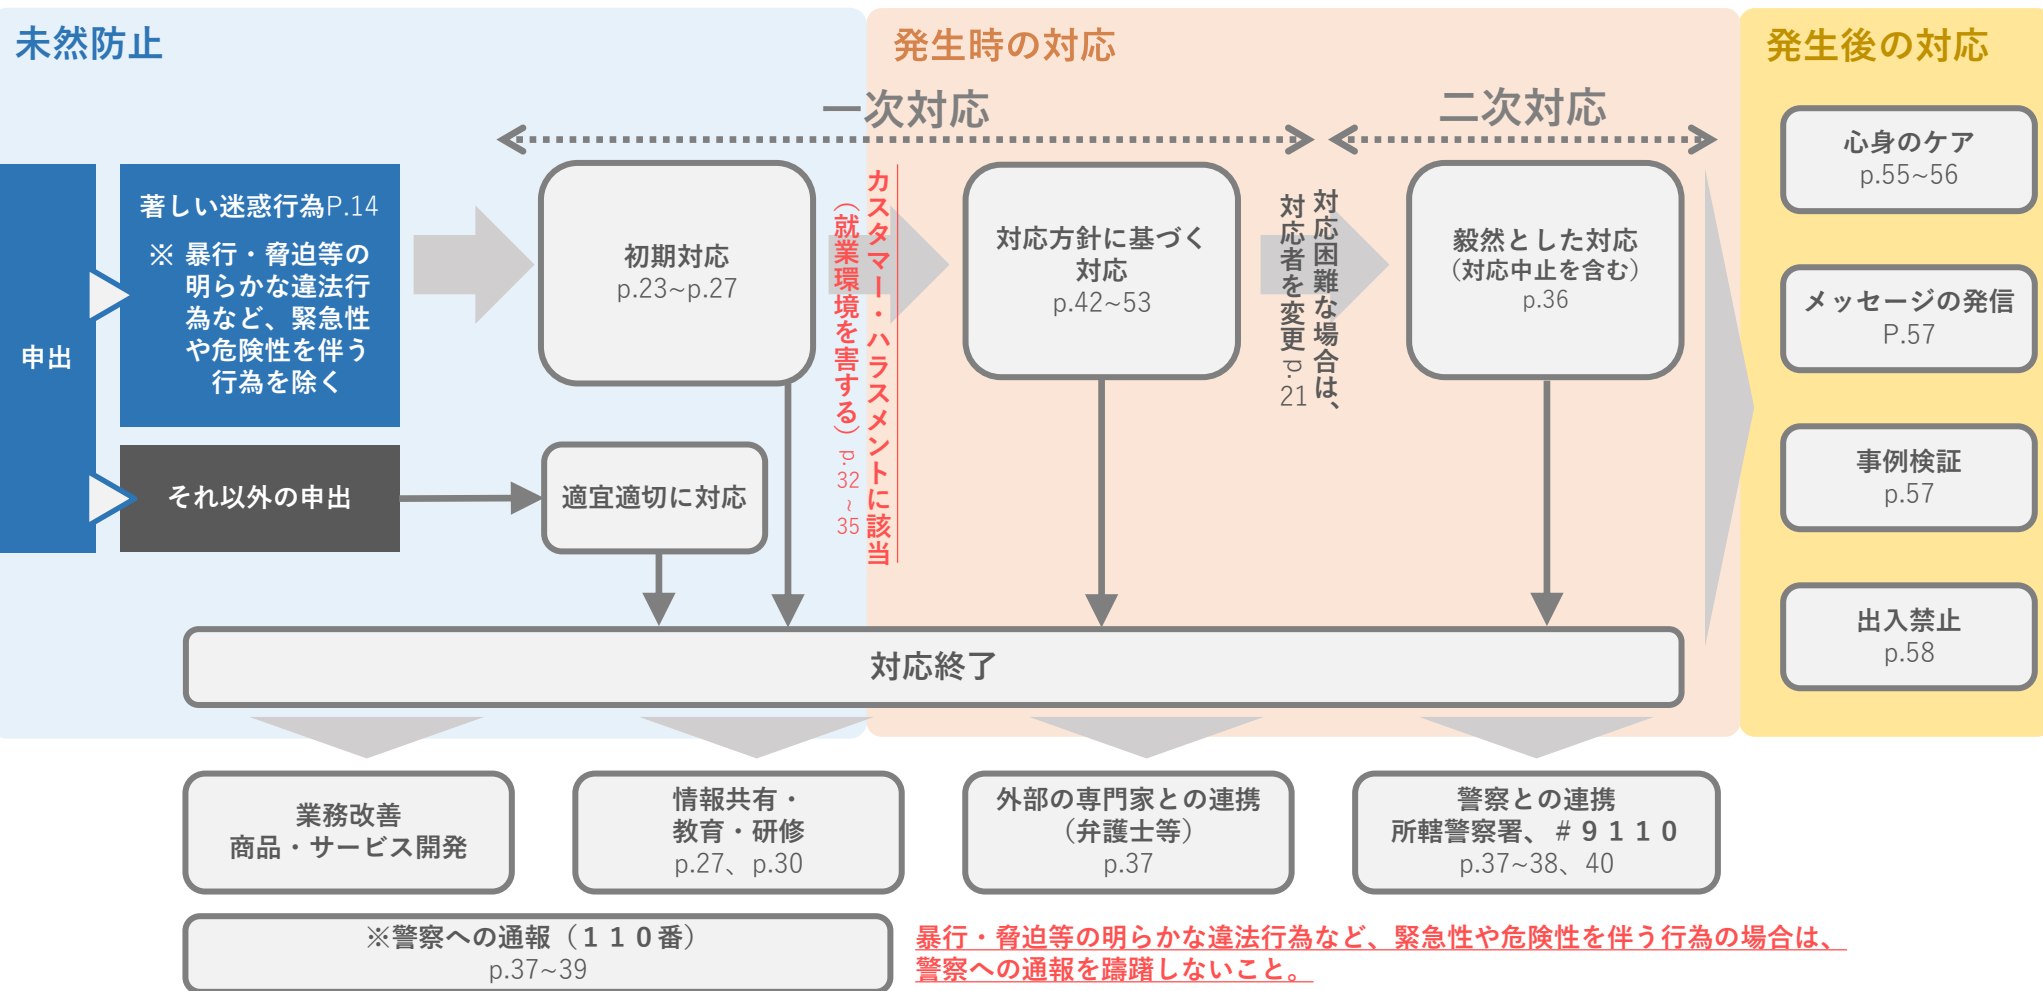 未然防止
発生時の対応
発生後の対応
一次対応
二次対応
申出
著しい迷惑行為P.14
※ 暴行・脅迫等の
明らかな違法行
為など、緊急性
や危険性を伴う
行為を除く
それ以外の申出
初期対応
p.23~p.27
適宜適切に対応
カスタマー・ハラスメントに該当
（就業環境を害する）p.32~35
対応方針に基づく
対応
p.42~53
対応困難な場合は、
対応者を変更p.21
毅然とした対応
（対応中止を含む）
p.36
心身のケア
p.55~56
メッセージの発信
P.57
事例検証
p.57
出入禁止
p.58
対応終了
業務改善
商品・サービス開発
情報共有・
教育・研修
p.27、p.30
外部の専門家との連携
（弁護士等）
p.37
警察との連携
所轄警察署、＃９１１０
p.37~38、40
※警察への通報（１１０番）
p.37~39
暴行・脅迫等の明らかな違法行為など、緊急性や危険性を伴う行為の場合は、
警察への通報を躊躇しないこと。